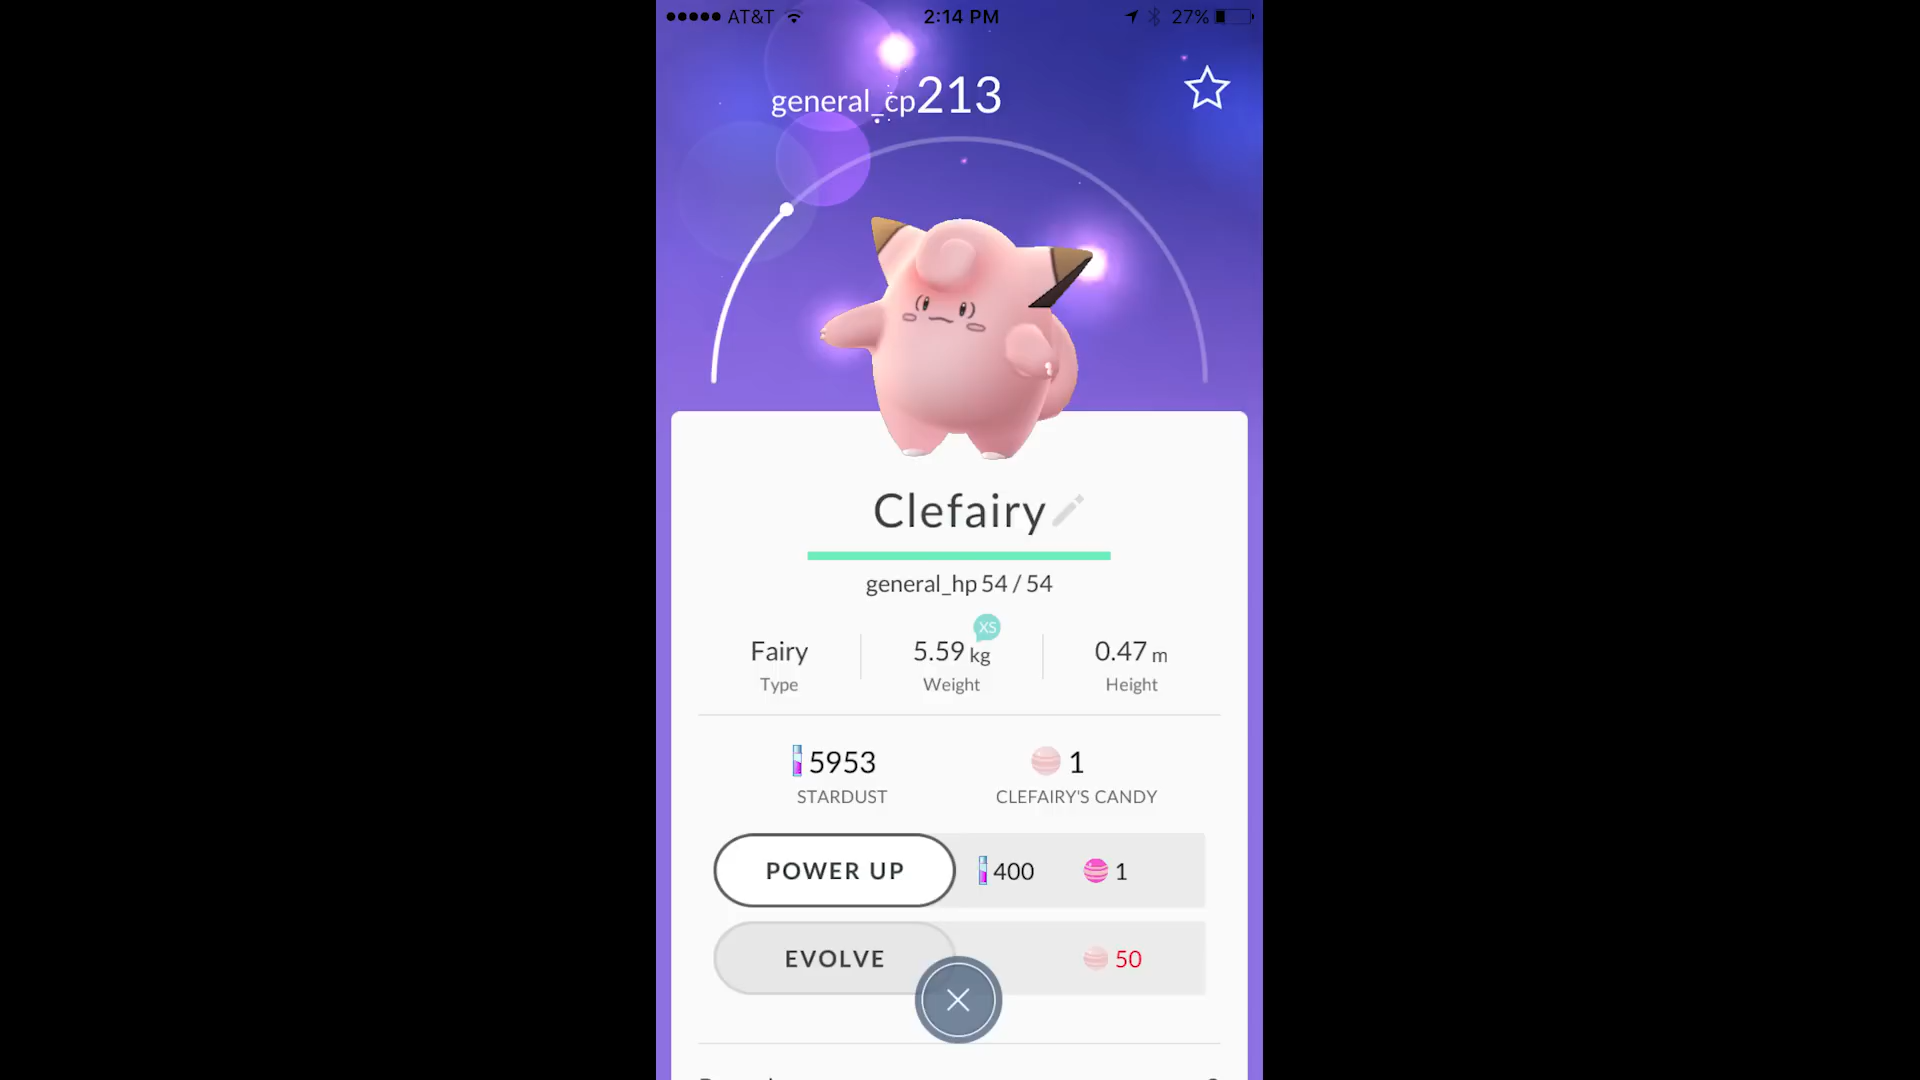 AT&T 2:14 PM 27%
general_cp213
Clefairy
general_hp 54 / 54
XS
Fairy 5.59 kg 0.47 m
Type Weight Height
5953 1
STARDUST CLEFAIRY'S CANDY
POWER UP 400 1
EVOLVE 50